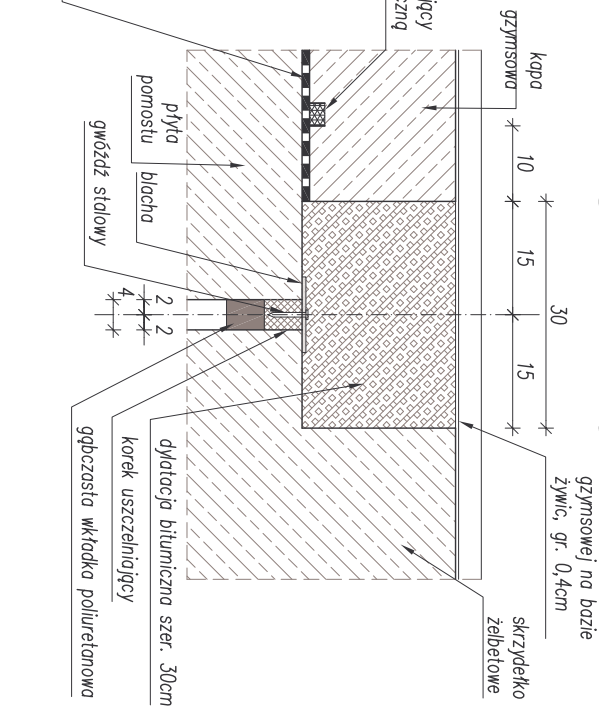 kapa
gzymsowa
10
15
15
30
gzymsowej na bazie
żywic, gr. 0,4cm
skrzydełko
żelbetowe
płyta
pomostu
blacha
gwóźdź stalowy
2
2
4
dylatacja bitumiczna szer. 30cm
korek uszczelniający
gąbczasta wkładka poliuretanowa